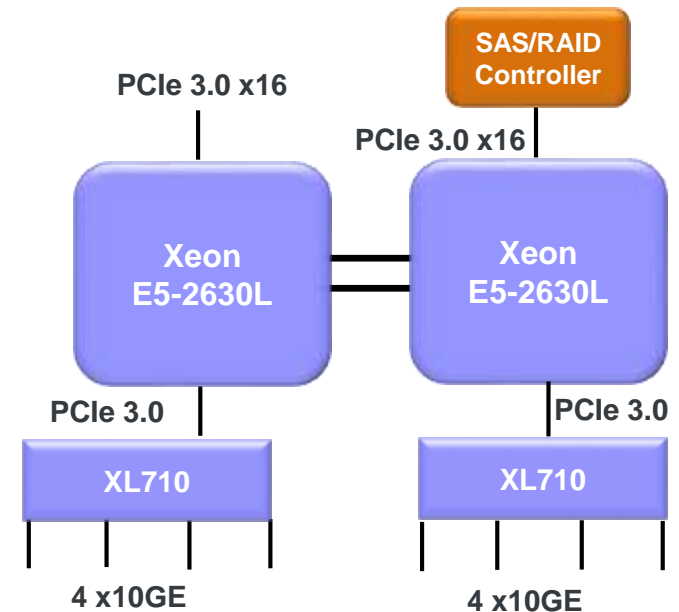 SAS/RAID
Controller
PCIe 3.0 x16
PCIe 3.0 x16
Xeon
E5-2630L
Xeon
E5-2630L
PCIe 3.0
PCIe 3.0
XL710
XL710
4 x10GE
4 x10GE